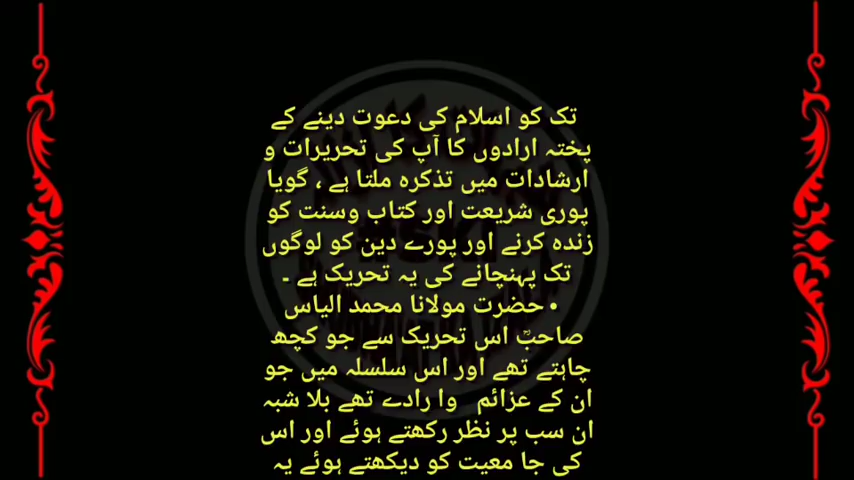 تک کو اسلام کی دعوت دینے کے
پختہ ارادوں کا آپ کی تحریرات و
ارشادات میں تذکرہ ملتا ہے ، گویا
پوری شریعت اور کتاب وسنت کو
زندہ کرنے اور پورے دین کو لوگوں
تک پہنچانے کی یہ تحریک ہے ۔
•حضرت مولانا محمد الیاس
صاحبؒ اس تحریک سے جو کچھ
چاہتے تھے اور اس سلسلہ میں جو
ان کے عزائم وا رادے تھے بلا شبہ
ان سب پر نظر رکھتے ہوئے اور اس
کی جا معیت کو دیکھتے ہوئے یہ